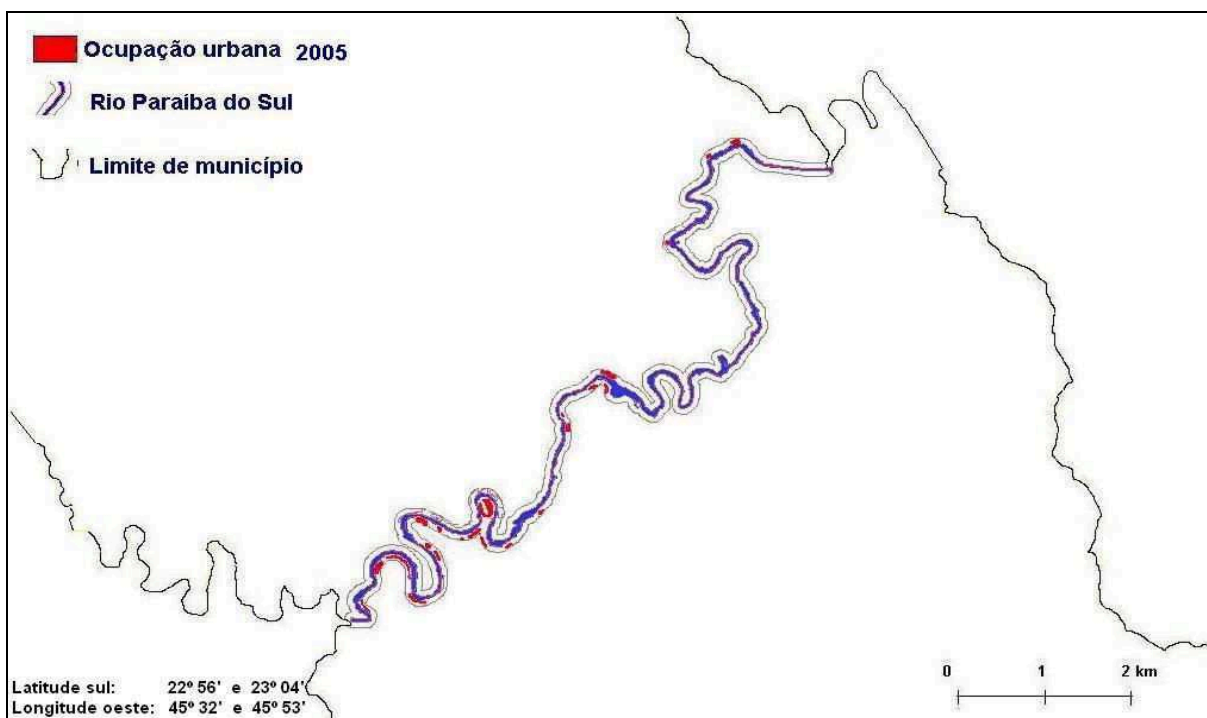 Ocupação urbana 2005
Rio Paraíba do Sul
Limite de município
0 1 2 km
Latitude sul: 22º 56' e 23º 04'
Longitude oeste: 45º 32' e 45º 53'